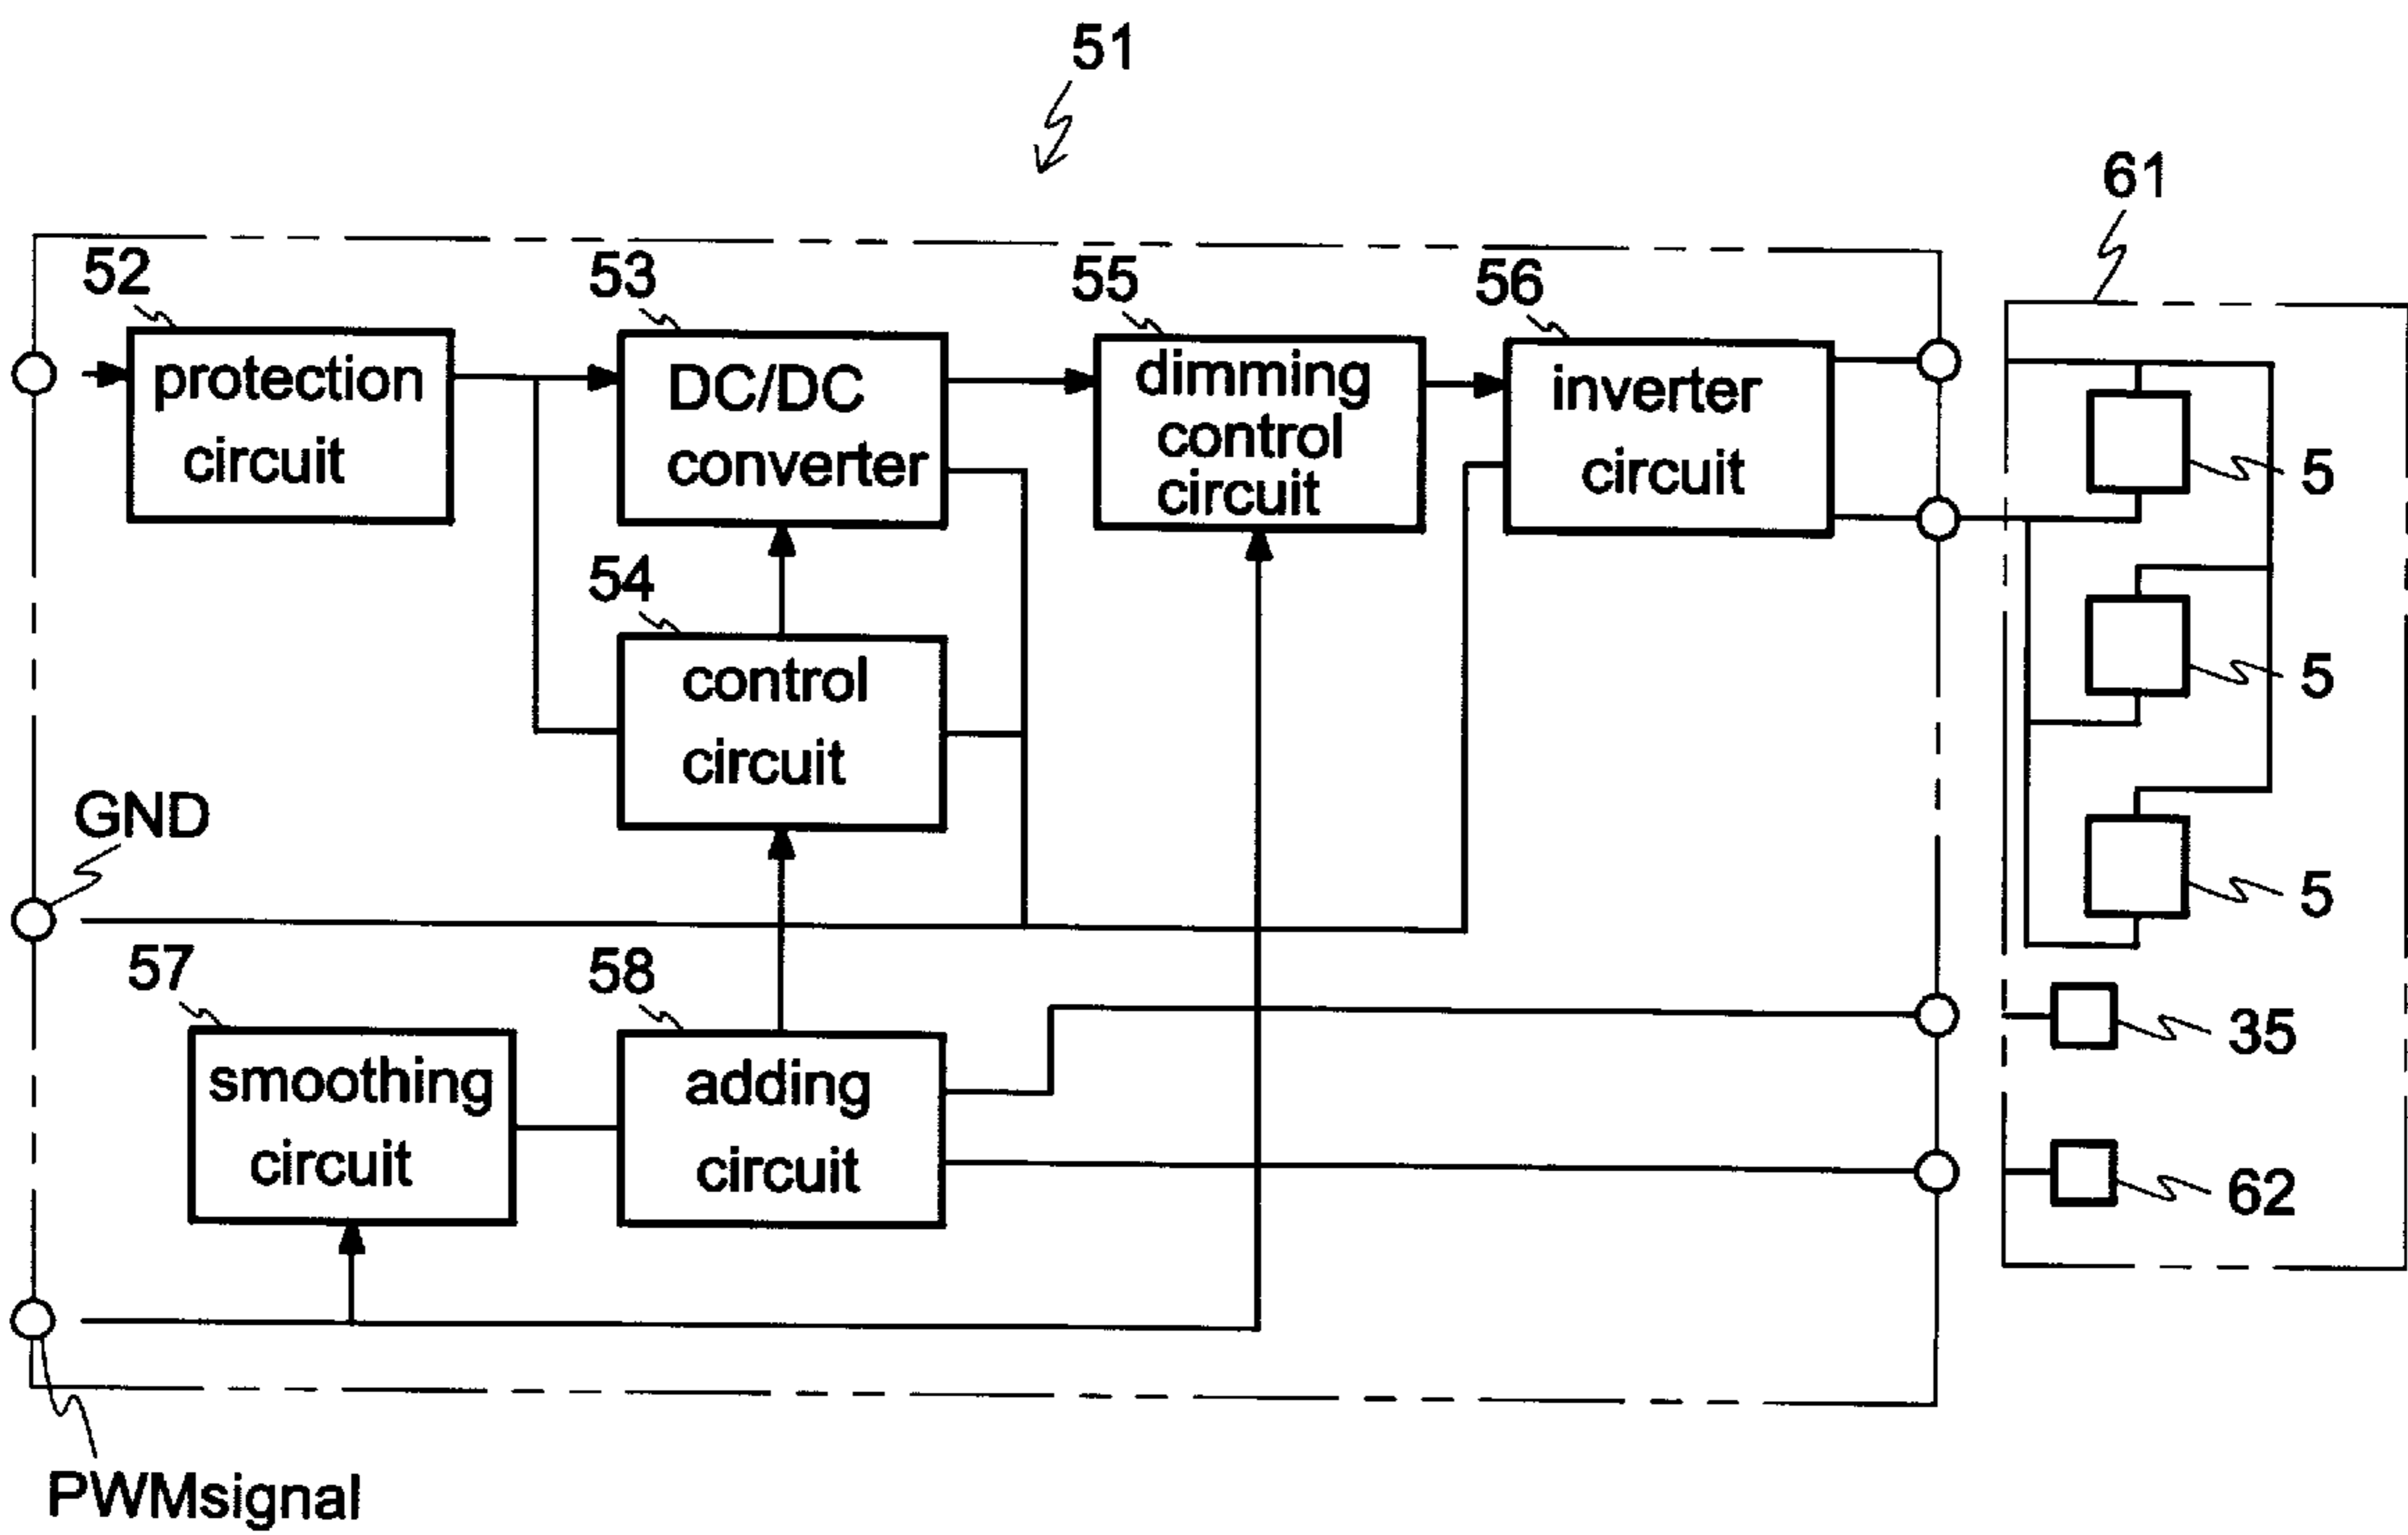 51
61
52
53
55
56
protection
circuit
DC/DC
converter
dimming
control
circuit
inverter
circuit
5
54
5
control
circuit
GND
5
57
58
35
smoothing
circuit
adding
circuit
62
PWMsignal